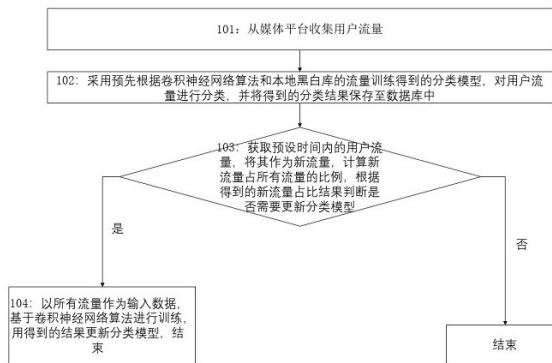 101：从媒体平台收集用户流量
102：采用预先根据卷积神经网络算法和本地黑白库的流量训练得到的分类模型，对用户流
量进行分类，并将得到的分类结果保存至数据库中
103：获取预设时间内的用户流
量，将其作为新流量，计算新
流量占所有流量的比例，根据
得到的新流量占比结果判断是
否需要更新分类模型
是
否
104：以所有流量作为输入数据，
基于卷积神经网络算法进行训练，
用得到的结果更新分类模型，结
束
结束